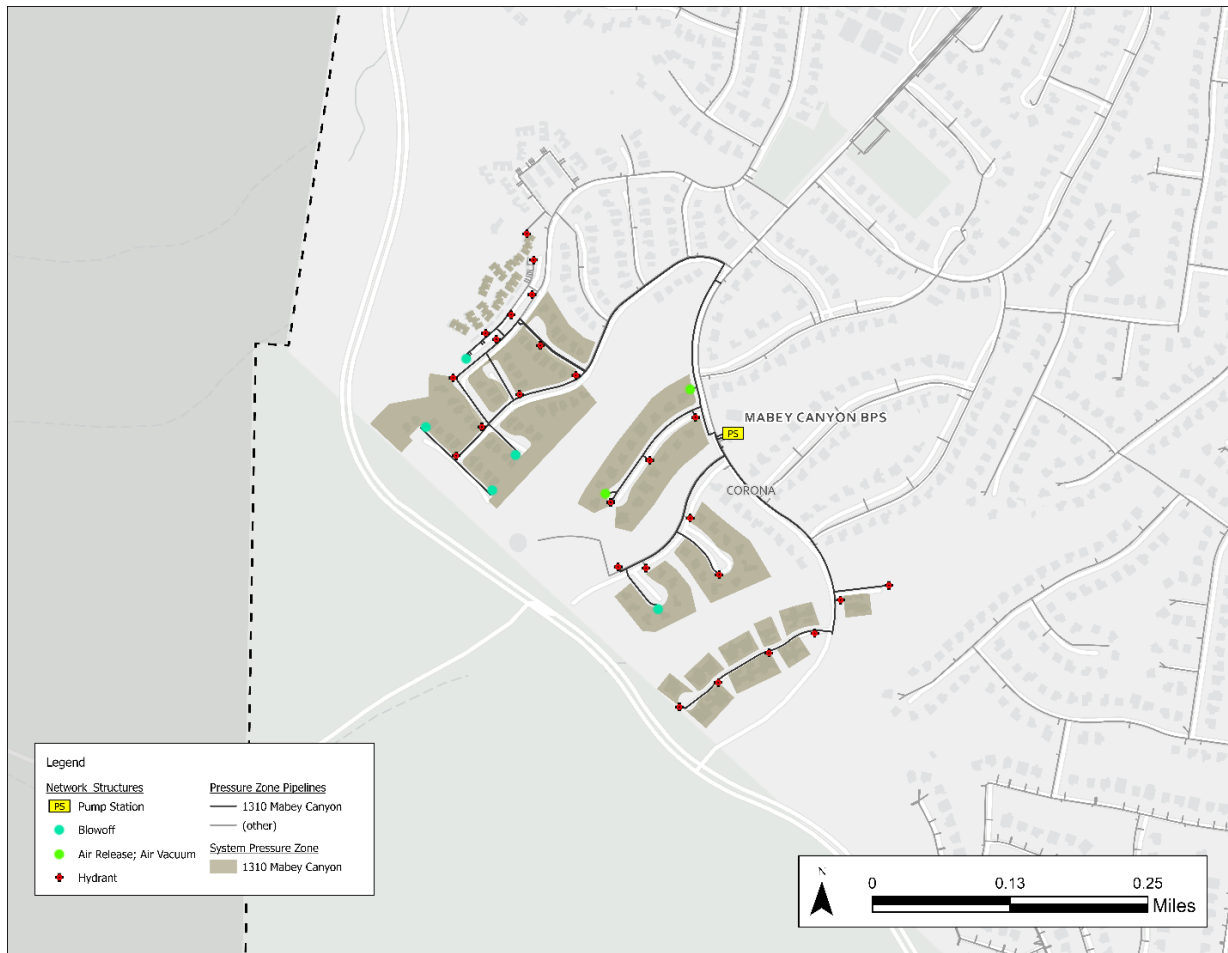 MABEY CANYON BPS
PS
CORONA
Legend
Network Structures
PS Pump Station
Blowoff
Air Release; Air Vacuum
Hydrant
Pressure Zone Pipelines
1310 Mabey Canyon
(other)
System Pressure Zone
1310 Mabey Canyon
N
0 0.13 0.25
Miles